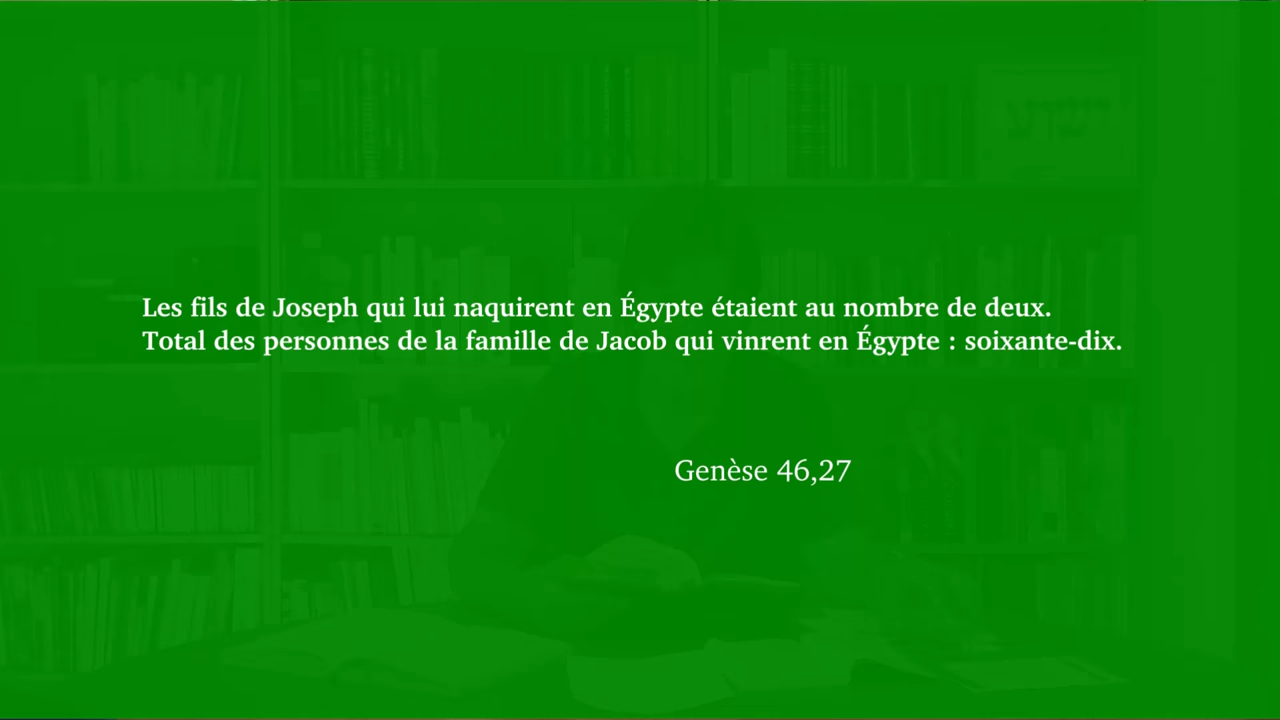 ישוע
Les fils de Joseph qui lui naquirent en Égypte étaient au nombre de deux.
Total des personnes de la famille de Jacob qui vinrent en Égypte : soixante-dix.
Genèse 46,27